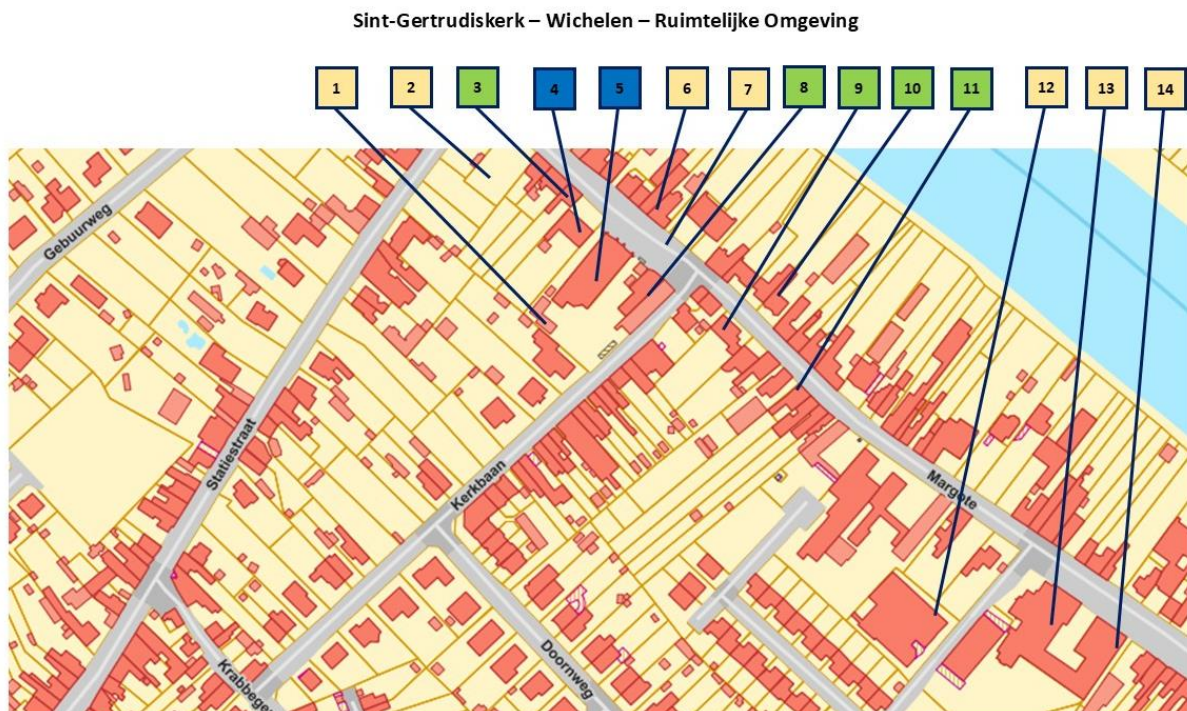 Sint-Gertrudiskerk – Wichelen – Ruimtelijke Omgeving
1 2 3 4 5 6 7 8 9 10 11 12 13 14
Gebuurweg
Statiestraat
Kerkbaan
Margote
Doornweg